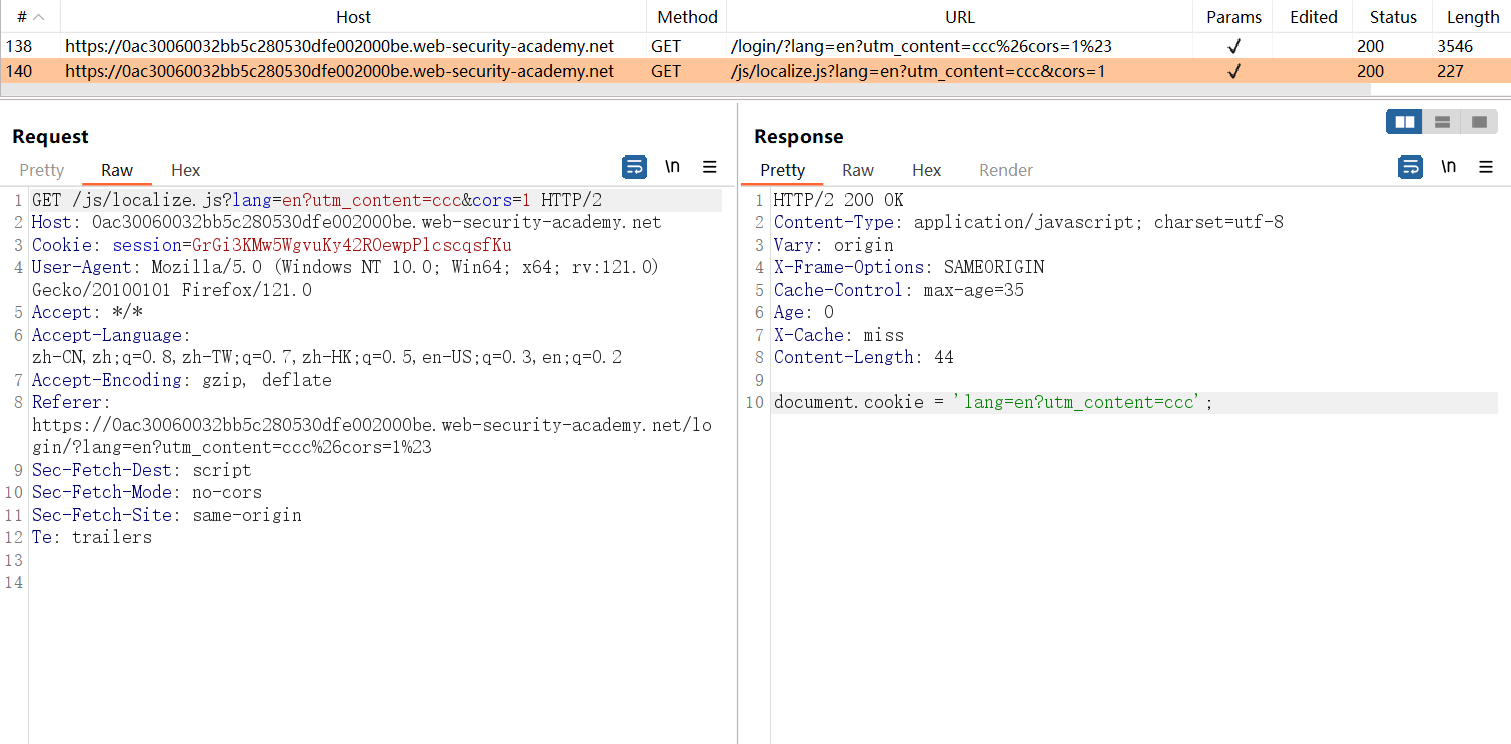 # Host Method URL Params Edited Status Length
138 https://0ac30060032bb5c280530dfe002000be.web-security-academy.net GET /login/?lang=en?utm_content=ccc%26cors=1%23 ✓ 200 3546
140 https://0ac30060032bb5c280530dfe002000be.web-security-academy.net GET /js/localize.js?lang=en?utm_content=ccc&cors=1 ✓ 200 227
Request
Pretty Raw Hex \n
1 GET /js/localize.js?lang=en?utm_content=ccc&cors=1 HTTP/2
2 Host: 0ac30060032bb5c280530dfe002000be.web-security-academy.net
3 Cookie: session=GrGi3KMw5WgvuKy42ROewpPlcscqsfKu
4 User-Agent: Mozilla/5.0 (Windows NT 10.0; Win64; x64; rv:121.0)
Gecko/20100101 Firefox/121.0
5 Accept: */*
6 Accept-Language:
zh-CN,zh;q=0.8,zh-TW;q=0.7,zh-HK;q=0.5,en-US;q=0.3,en;q=0.2
7 Accept-Encoding: gzip, deflate
8 Referer:
https://0ac30060032bb5c280530dfe002000be.web-security-academy.net/lo
gin/?lang=en?utm_content=ccc%26cors=1%23
9 Sec-Fetch-Dest: script
10 Sec-Fetch-Mode: no-cors
11 Sec-Fetch-Site: same-origin
12 Te: trailers
13
14
Response
Pretty Raw Hex Render \n
1 HTTP/2 200 OK
2 Content-Type: application/javascript; charset=utf-8
3 Vary: origin
4 X-Frame-Options: SAMEORIGIN
5 Cache-Control: max-age=35
6 Age: 0
7 X-Cache: miss
8 Content-Length: 44
9
10 document.cookie = 'lang=en?utm_content=ccc';